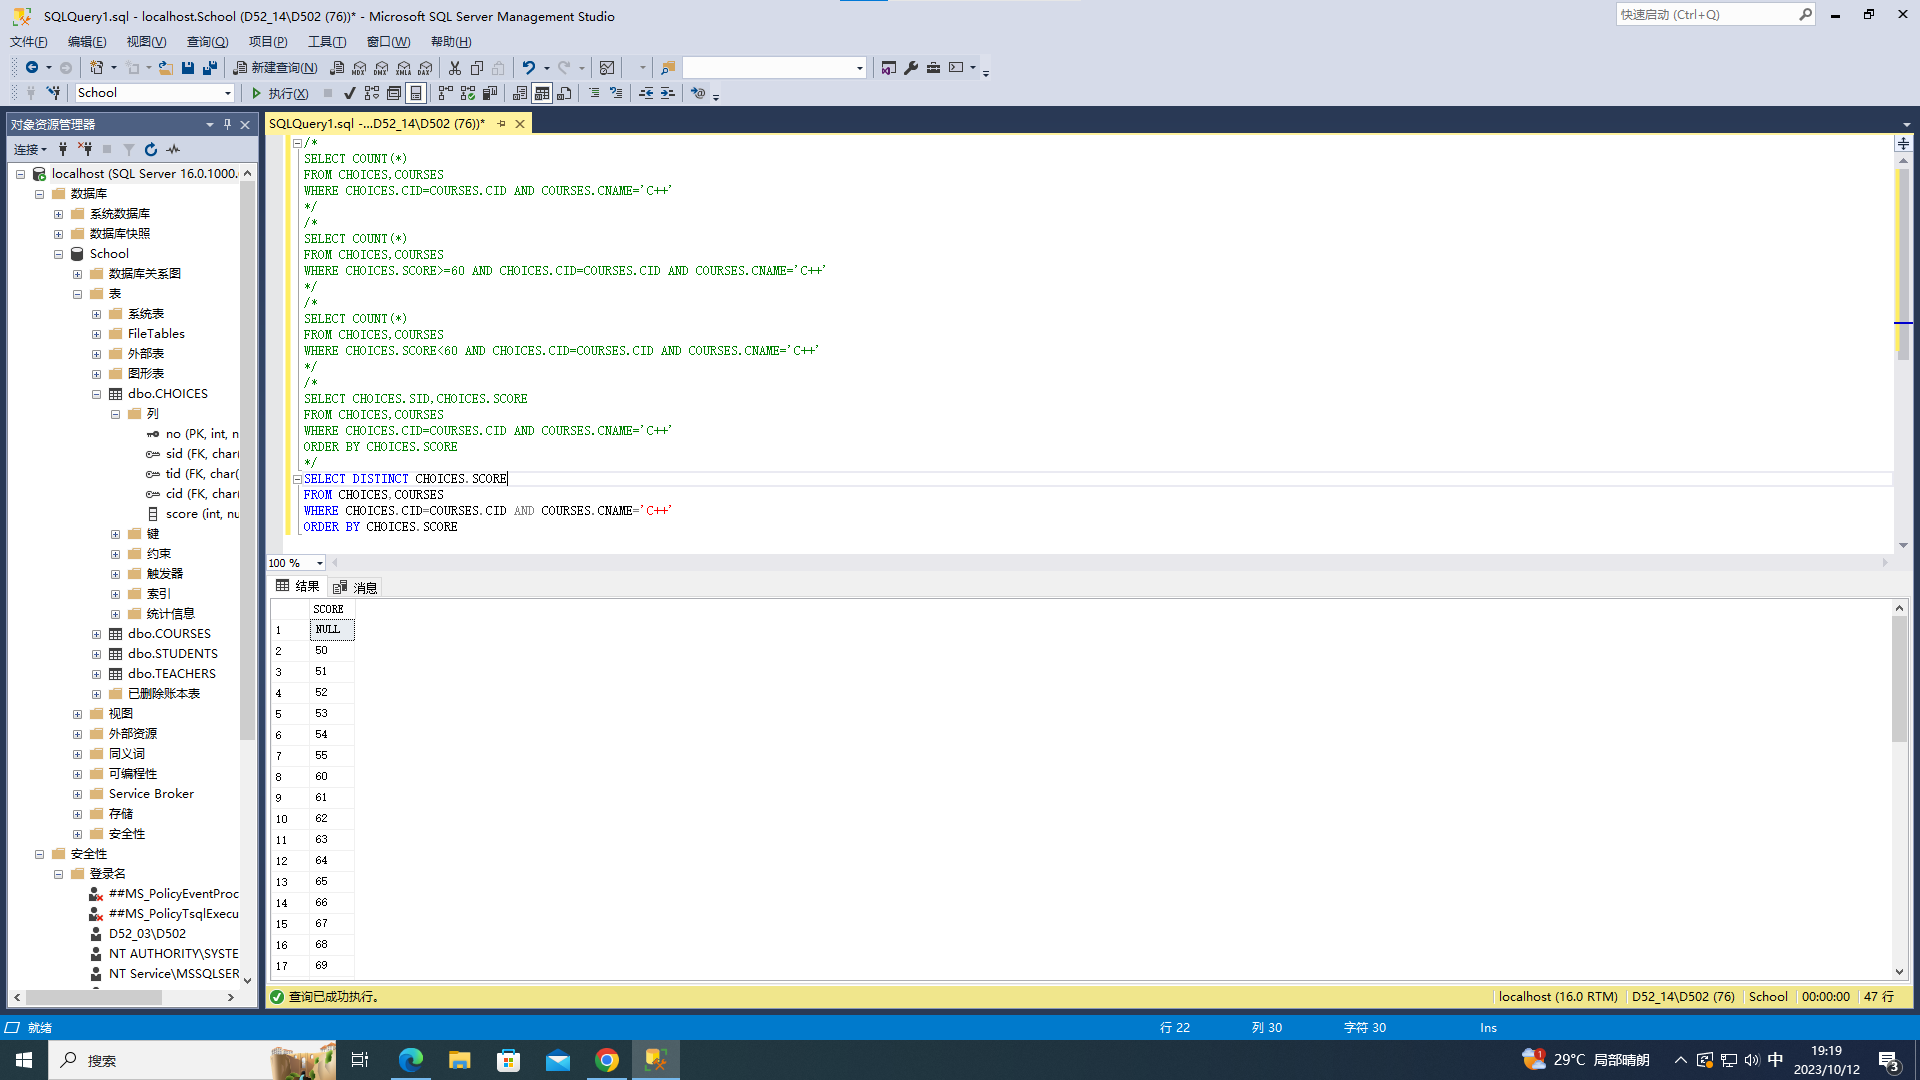 SQLQuery1.sql - localhost.School (D52_14\D502 (76))* - Microsoft SQL Server Management Studio
快速启动 (Ctrl+Q)
文件(F) 编辑(E) 视图(V) 查询(Q) 项目(P) 工具(T) 窗口(W) 帮助(H)
新建查询(N) MDX DMX XMLA DAX
School 执行(X)
对象资源管理器
SQLQuery1.sql -...D52_14\D502 (76))*
连接
localhost (SQL Server 16.0.1000.
数据库
系统数据库
数据库快照
School
数据库关系图
表
系统表
FileTables
外部表
图形表
dbo.CHOICES
列
no (PK, int, n
sid (FK, char(
tid (FK, char(
cid (FK, char(
score (int, nu
键
约束
触发器
索引
统计信息
dbo.COURSES
dbo.STUDENTS
dbo.TEACHERS
已删除账本表
视图
外部资源
同义词
可编程性
Service Broker
存储
安全性
安全性
登录名
##MS_PolicyEventProc
##MS_PolicyTsqlExecu
D52_03\D502
NT AUTHORITY\SYSTE
NT Service\MSSQLSER
/*
SELECT COUNT(*)
FROM CHOICES,COURSES
WHERE CHOICES.CID=COURSES.CID AND COURSES.CNAME='C++'
*/
/*
SELECT COUNT(*)
FROM CHOICES,COURSES
WHERE CHOICES.SCORE>=60 AND CHOICES.CID=COURSES.CID AND COURSES.CNAME='C++'
*/
/*
SELECT COUNT(*)
FROM CHOICES,COURSES
WHERE CHOICES.SCORE<60 AND CHOICES.CID=COURSES.CID AND COURSES.CNAME='C++'
*/
/*
SELECT CHOICES.SID,CHOICES.SCORE
FROM CHOICES,COURSES
WHERE CHOICES.CID=COURSES.CID AND COURSES.CNAME='C++'
ORDER BY CHOICES.SCORE
*/
SELECT DISTINCT CHOICES.SCORE
FROM CHOICES,COURSES
WHERE CHOICES.CID=COURSES.CID AND COURSES.CNAME='C++'
ORDER BY CHOICES.SCORE
100 %
结果 消息
SCORE
1 NULL
2 50
3 51
4 52
5 53
6 54
7 55
8 60
9 61
10 62
11 63
12 64
13 65
14 66
15 67
16 68
17 69
查询已成功执行。 localhost (16.0 RTM) D52_14\D502 (76) School 00:00:00 47 行
就绪 行 22 列 30 字符 30 Ins
搜索 1 29°C 局部晴朗 中 19:19 2023/10/12 3